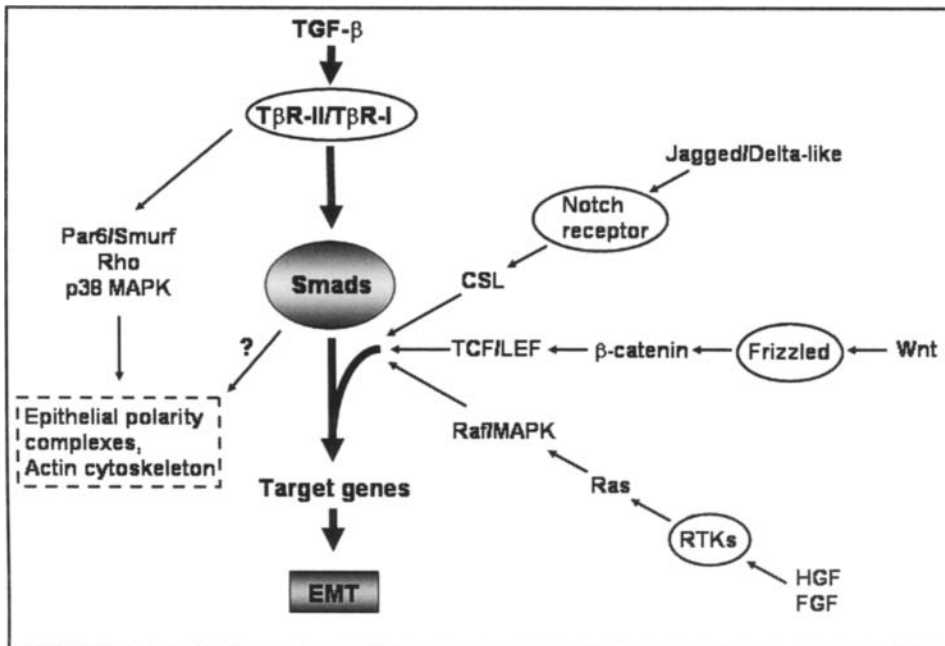 TGF-β
TβR-II/TβR-I
Jagged/Delta-like
Notch
receptor
Par6/Smurf
Rho
p38 MAPK
Smads
CSL
?
TCF/LEF
β-catenin
Frizzled
Wnt
Epithelial polarity
complexes,
Actin cytoskeleton
Raf/MAPK
Target genes
Ras
RTKs
EMT
HGF
FGF